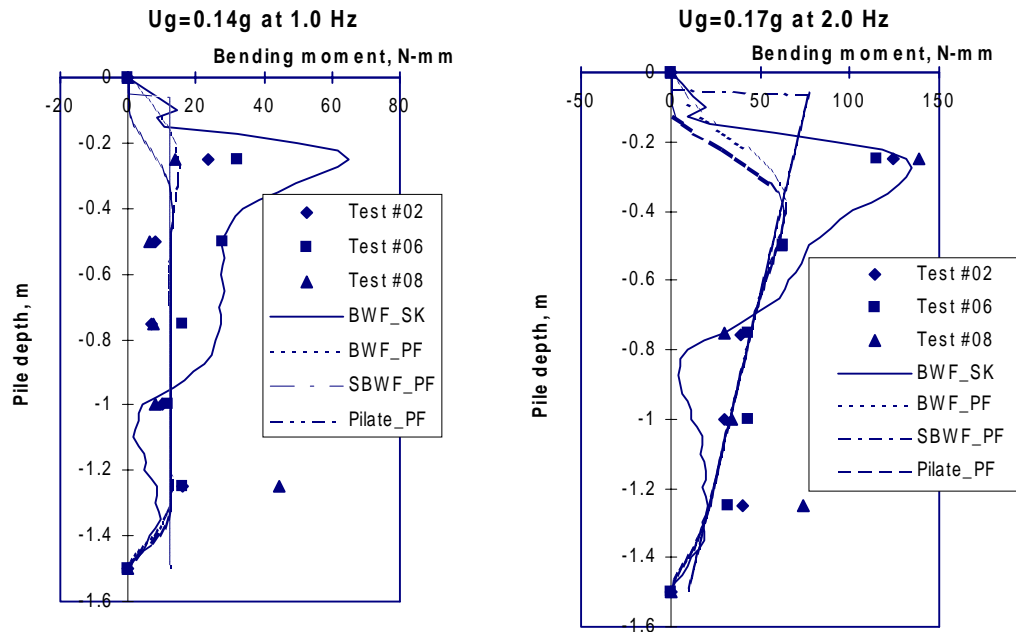 Ug=0.14g at 1.0 Hz
Bending moment, N-mm
-20 0 20 40 60 80
0
-0.2
-0.4
-0.6
-0.8
-1
-1.2
-1.4
-1.6
Pile depth, m
Test #02
Test #06
Test #08
BWF_SK
BWF_PF
SBWF_PF
Pilate_PF
Ug=0.17g at 2.0 Hz
Bending moment, N-mm
-50 0 50 100 150
0
-0.2
-0.4
-0.6
-0.8
-1
-1.2
-1.4
-1.6
Pile depth, m
Test #02
Test #06
Test #08
BWF_SK
BWF_PF
SBWF_PF
Pilate_PF